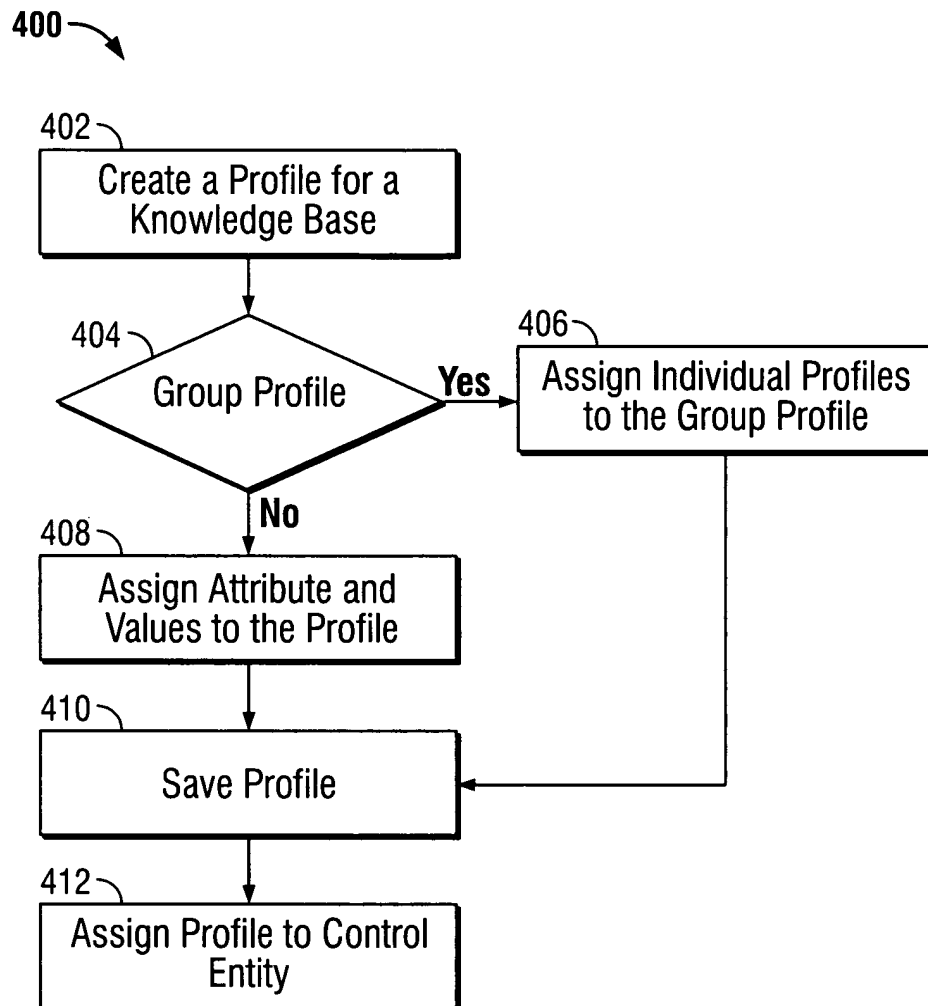 400
402
Create a Profile for a
Knowledge Base
404
Group Profile
Yes
406
Assign Individual Profiles
to the Group Profile
No
408
Assign Attribute and
Values to the Profile
410
Save Profile
412
Assign Profile to Control
Entity